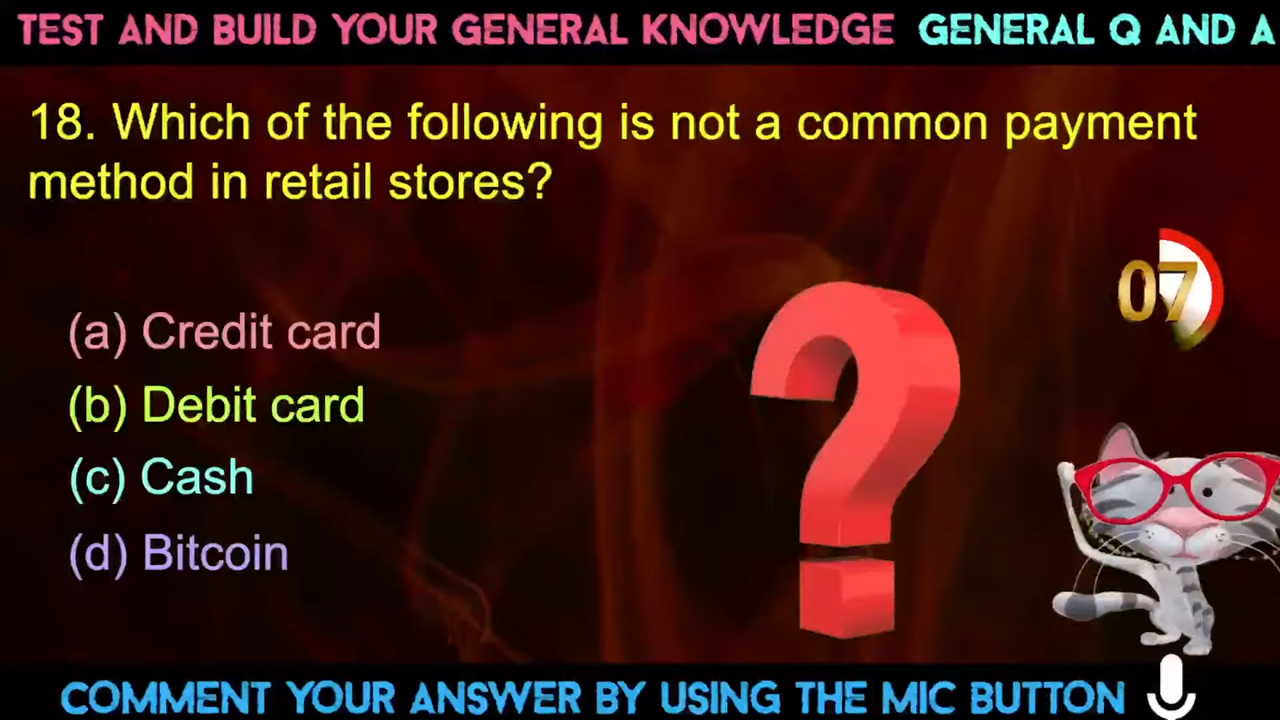 TEST AND BUILD YOUR GENERAL KNOWLEDGE GENERAL Q AND A
18. Which of the following is not a common payment
method in retail stores?
07
(a) Credit card
(b) Debit card
(c) Cash
(d) Bitcoin
?
COMMENT YOUR ANSWER BY USING THE MIC BUTTON